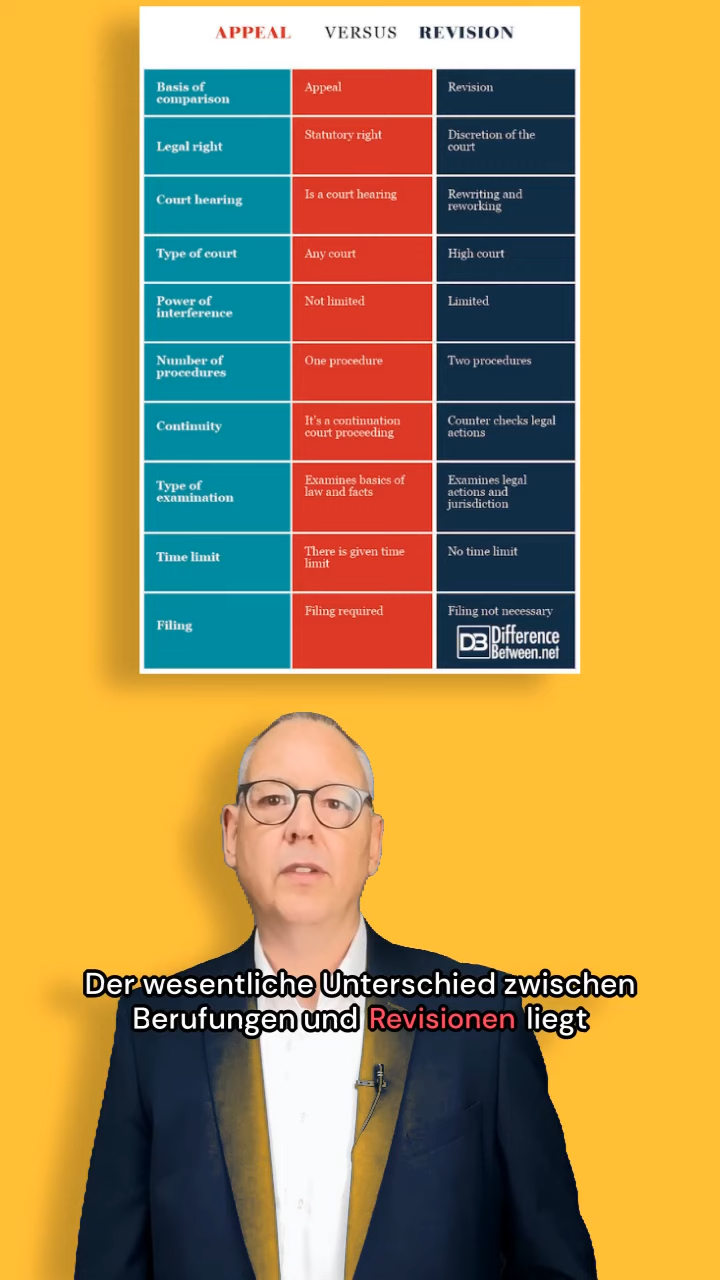 APPEAL VERSUS REVISION
Basis of
comparison
Appeal
Revision
Legal right
Statutory right
Discretion of the
court
Court hearing
Is a court hearing
Rewriting and
reworking
Type of court
Any court
High court
Power of
interference
Not limited
Limited
Number of
procedures
One procedure
Two procedures
Continuity
It's a continuation
court proceeding
Counter checks legal
actions
Type of
examination
Examines basics of
law and facts
Examines legal
actions and
jurisdiction
Time limit
There is given time
limit
No time limit
Filing
Filing required
Filing not necessary
DB Difference
Between.net
Der wesentliche Unterschied zwischen
Berufungen und Revisionen liegt